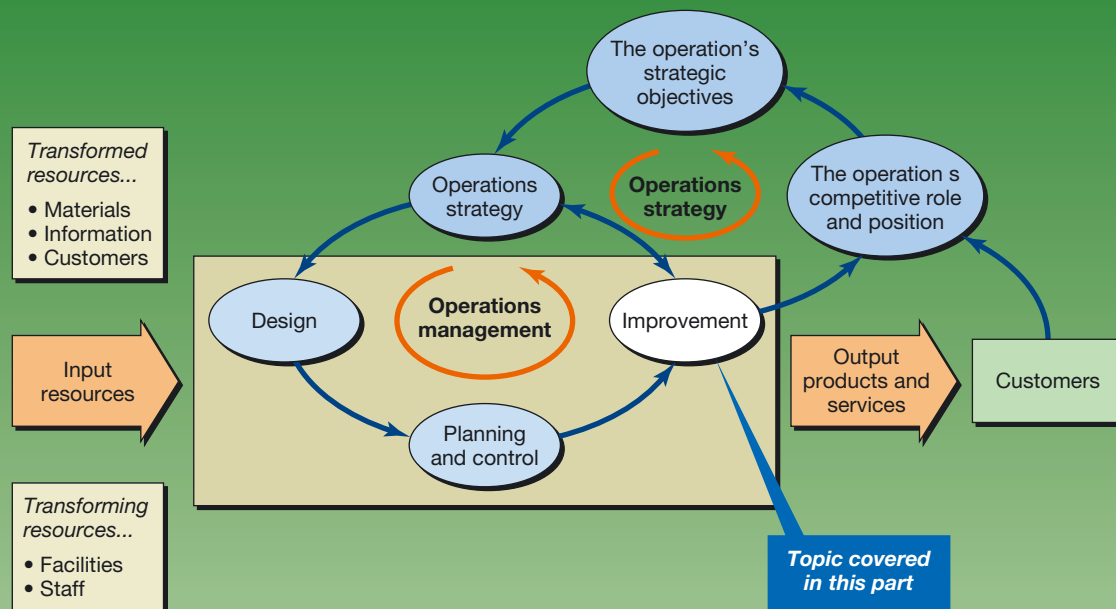 The operation's
strategic
objectives
Transformed
resources...
• Materials
• Information
• Customers
Operations
strategy
Operations
strategy
The operation s
competitive role
and position
Design
Operations
management
Improvement
Input
resources
Output
products and
services
Customers
Planning
and control
Transforming
resources...
• Facilities
• Staff
Topic covered
in this part